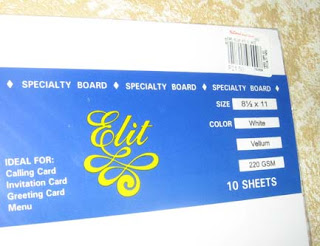 ♦ SPECIALTY BOARD ♦ SPECIALTY BOARD ♦ SPECIALTY BOARD
Elit
SIZE 8½ x 11
COLOR White
Vellum
220 GSM
10 SHEETS
IDEAL FOR:
Calling Card
Invitation Card
Greeting Card
Menu